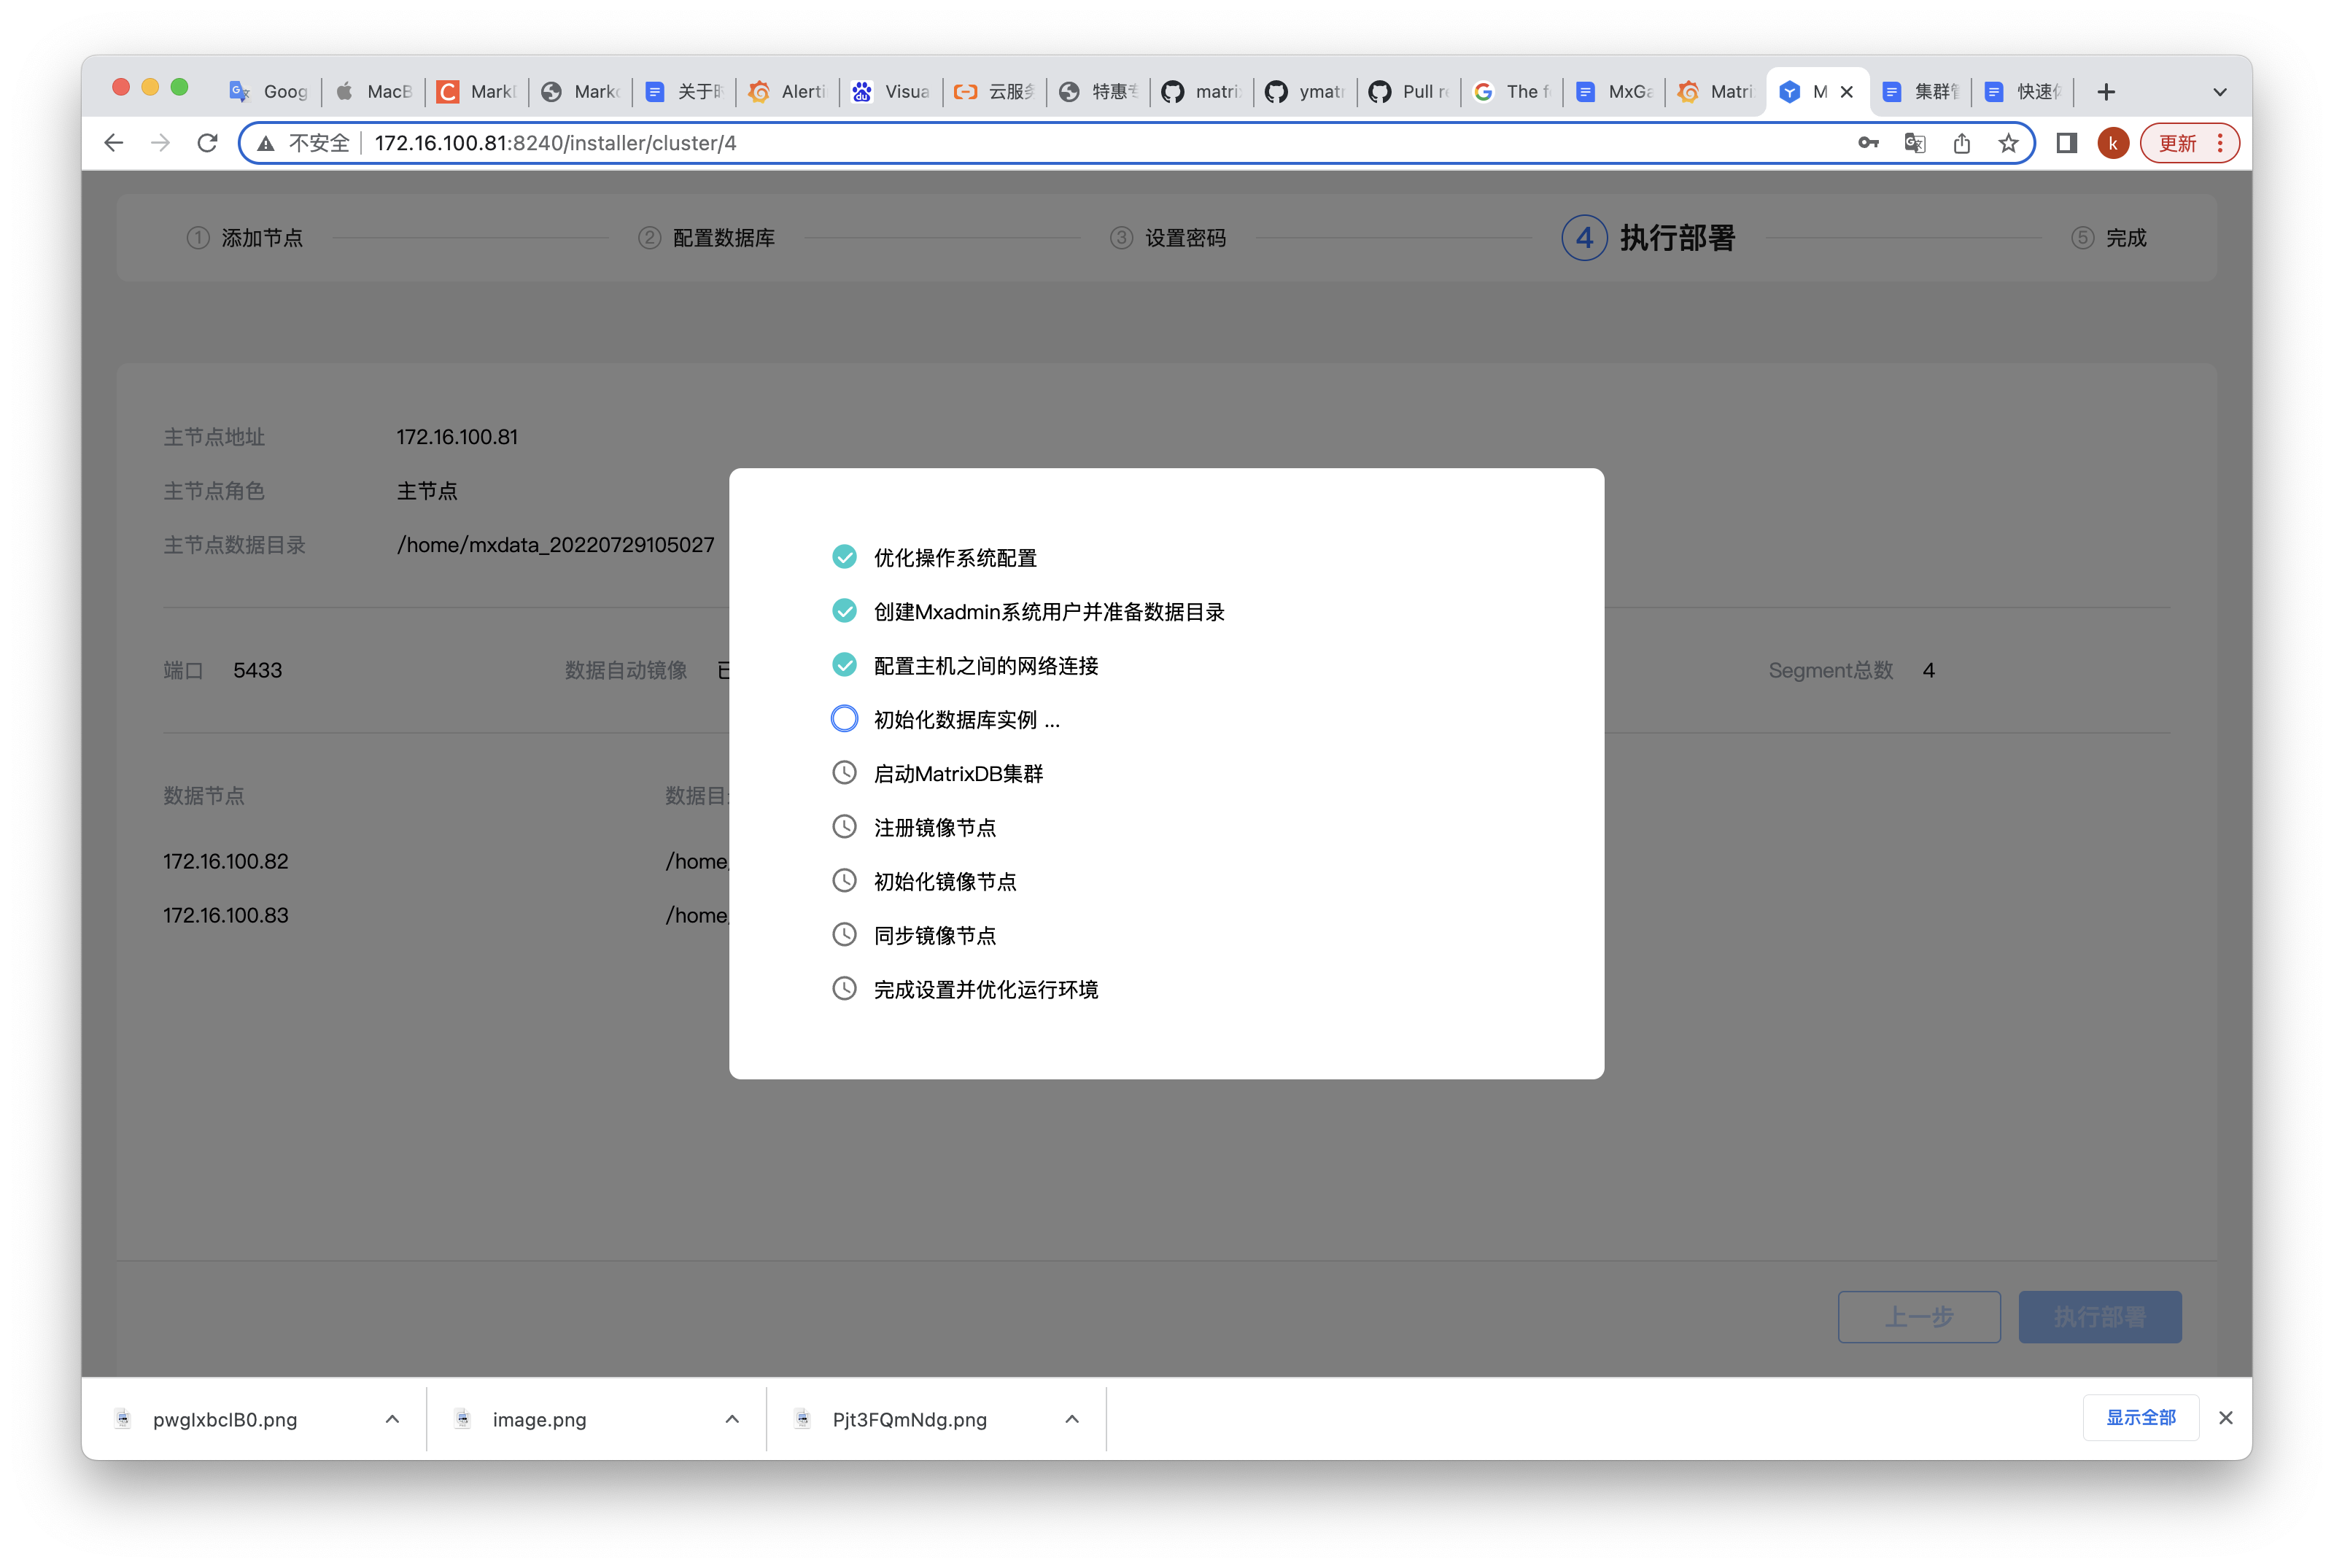 Goog MacB Mark Mark 关于 Alerti Visua 云服 特惠 matri ymat Pull r The f MxGa Matri M 集群 快速
不安全 172.16.100.81:8240/installer/cluster/4 k 更新
1 添加节点 2 配置数据库 3 设置密码 4 执行部署 5 完成
主节点地址 172.16.100.81
主节点角色 主节点
主节点数据目录 /home/mxdata_20220729105027
端口 5433 数据自动镜像 Segment总数 4
数据节点 数据目
172.16.100.82 /home
172.16.100.83 /home
优化操作系统配置
创建Mxadmin系统用户并准备数据目录
配置主机之间的网络连接
初始化数据库实例 ...
启动MatrixDB集群
注册镜像节点
初始化镜像节点
同步镜像节点
完成设置并优化运行环境
上一步 执行部署
image.png Pjt3FQmNdg.png 显示全部